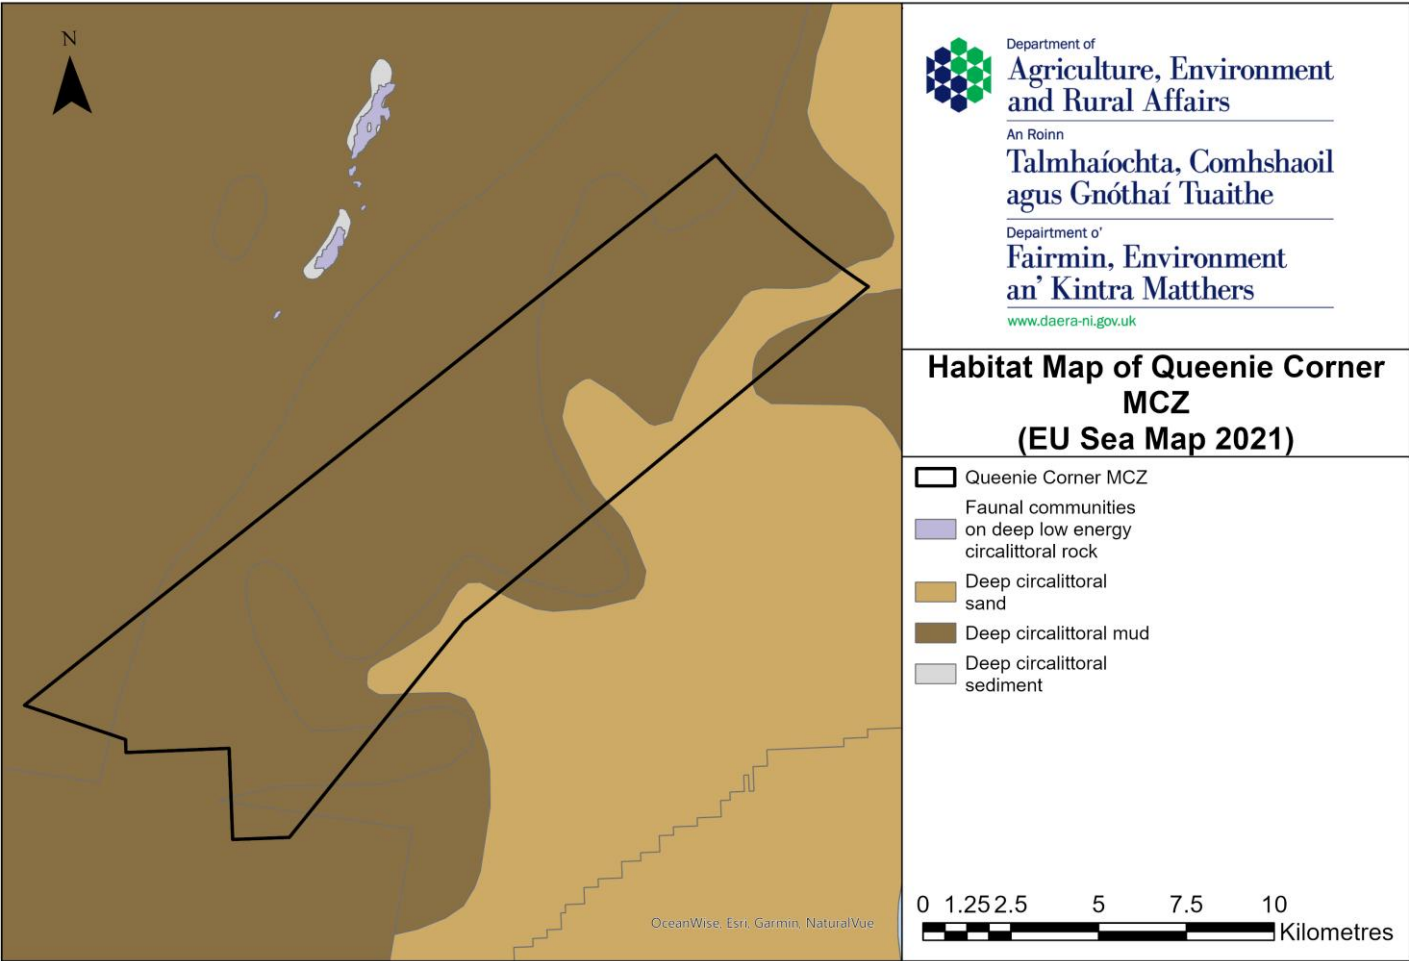 N
Department of
Agriculture, Environment
and Rural Affairs
An Roinn
Talmhaíochta, Comhshaoil
agus Gnóthaí Tuaithe
Depairtment o'
Fairmin, Environment
an' Kintra Matthers
www.daera-ni.gov.uk
Habitat Map of Queenie Corner
MCZ
(EU Sea Map 2021)
Queenie Corner MCZ
Faunal communities
on deep low energy
circalittoral rock
Deep circalittoral
sand
Deep circalittoral mud
Deep circalittoral
sediment
0 1.25 2.5 5 7.5 10
Kilometres
OceanWise, Esri, Garmin, NaturalVue